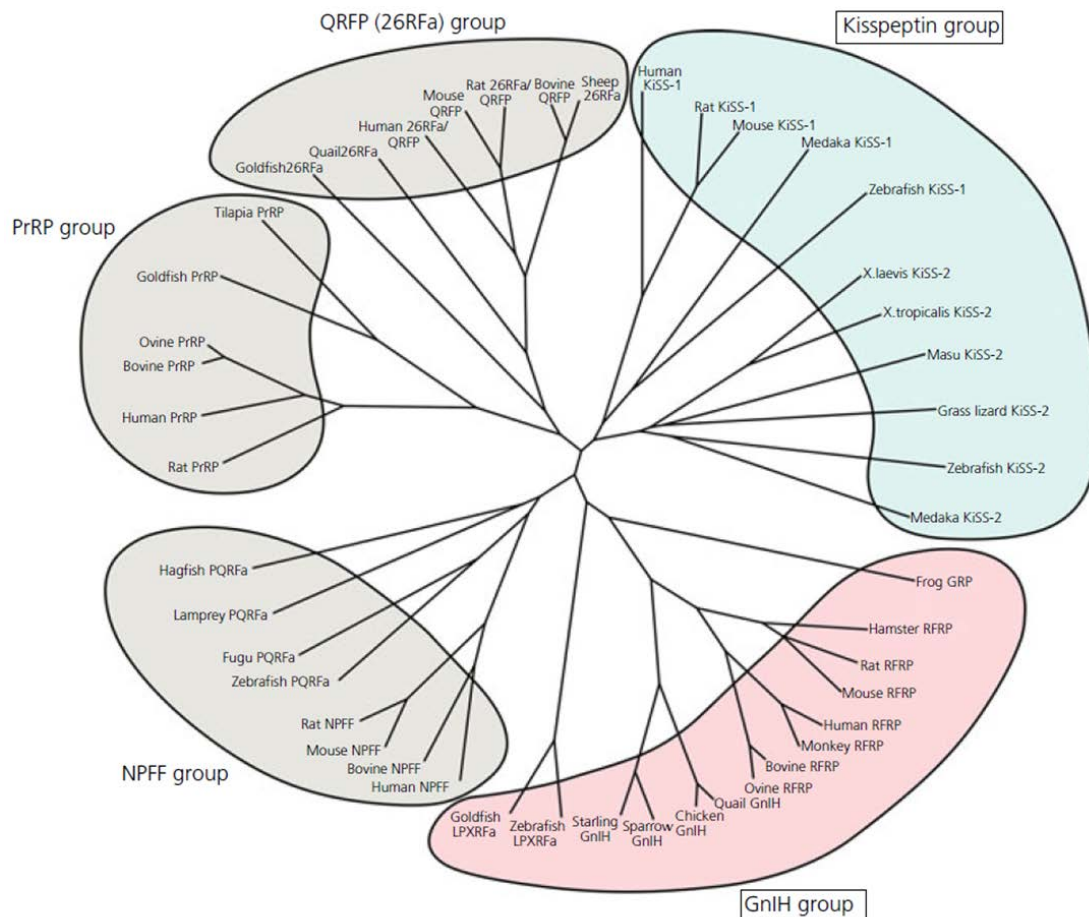 QRFP (26RFa) group
Kisspeptin group
Human
KiSS-1
Rat KiSS-1
Mouse KiSS-1
Medaka KiSS-1
Zebrafish KiSS-1
X.laevis KiSS-2
X.tropicalis KiSS-2
Masu KiSS-2
Grass lizard KiSS-2
Zebrafish KiSS-2
Medaka KiSS-2
Sheep
26RFa
Bovine
QRFP
Rat 26RFa/
QRFP
Mouse
QRFP
Human 26RFa/
QRFP
Quail26RFa
Goldfish26RFa
PrRP group
Tilapia PrRP
Goldfish PrRP
Ovine PrRP
Bovine PrRP
Human PrRP
Rat PrRP
Hagfish PQRFa
Lamprey PQRFa
Fugu PQRFa
Zebrafish PQRFa
Rat NPFF
Mouse NPFF
Bovine NPFF
Human NPFF
NPFF group
Frog GRP
Hamster RFRP
Rat RFRP
Mouse RFRP
Human RFRP
Monkey RFRP
Bovine RFRP
Ovine RFRP
Quail GnIH
Chicken
GnIH
Sparrow
GnIH
Starling
GnIH
Zebrafish
LPXRFa
Goldfish
LPXRFa
GnIH group